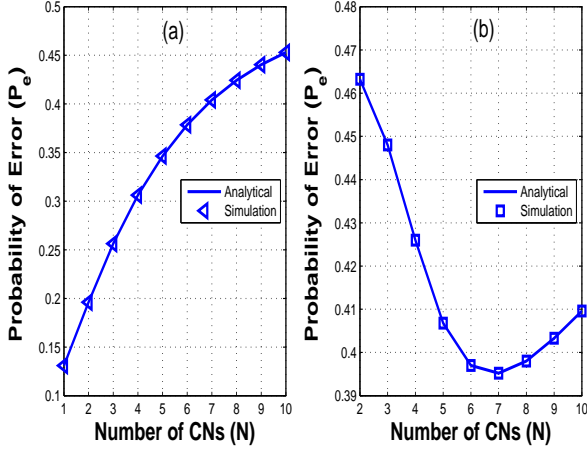 (a)
Probability of Error (Pe)
0.5
0.45
0.4
0.35
0.3
0.25
0.2
0.15
0.1
Analytical
Simulation
1 2 3 4 5 6 7 8 9 10
Number of CNs (N)
(b)
Probability of Error (Pe)
0.48
0.47
0.46
0.45
0.44
0.43
0.42
0.41
0.4
0.39
Analytical
Simulation
2 3 4 5 6 7 8 9 10
Number of CNs (N)